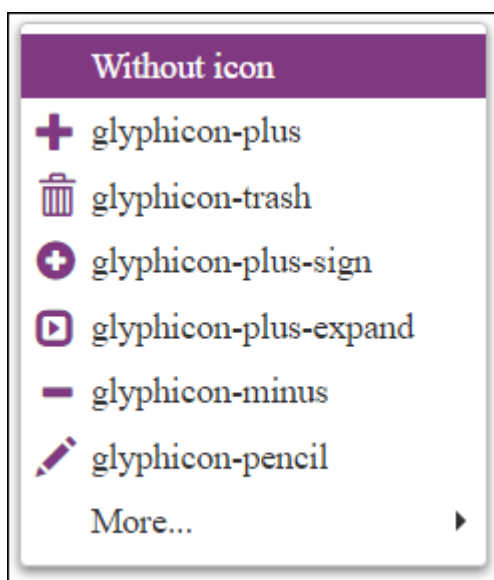 Without icon
glyphicon-plus
glyphicon-trash
glyphicon-plus-sign
glyphicon-plus-expand
glyphicon-minus
glyphicon-pencil
More...